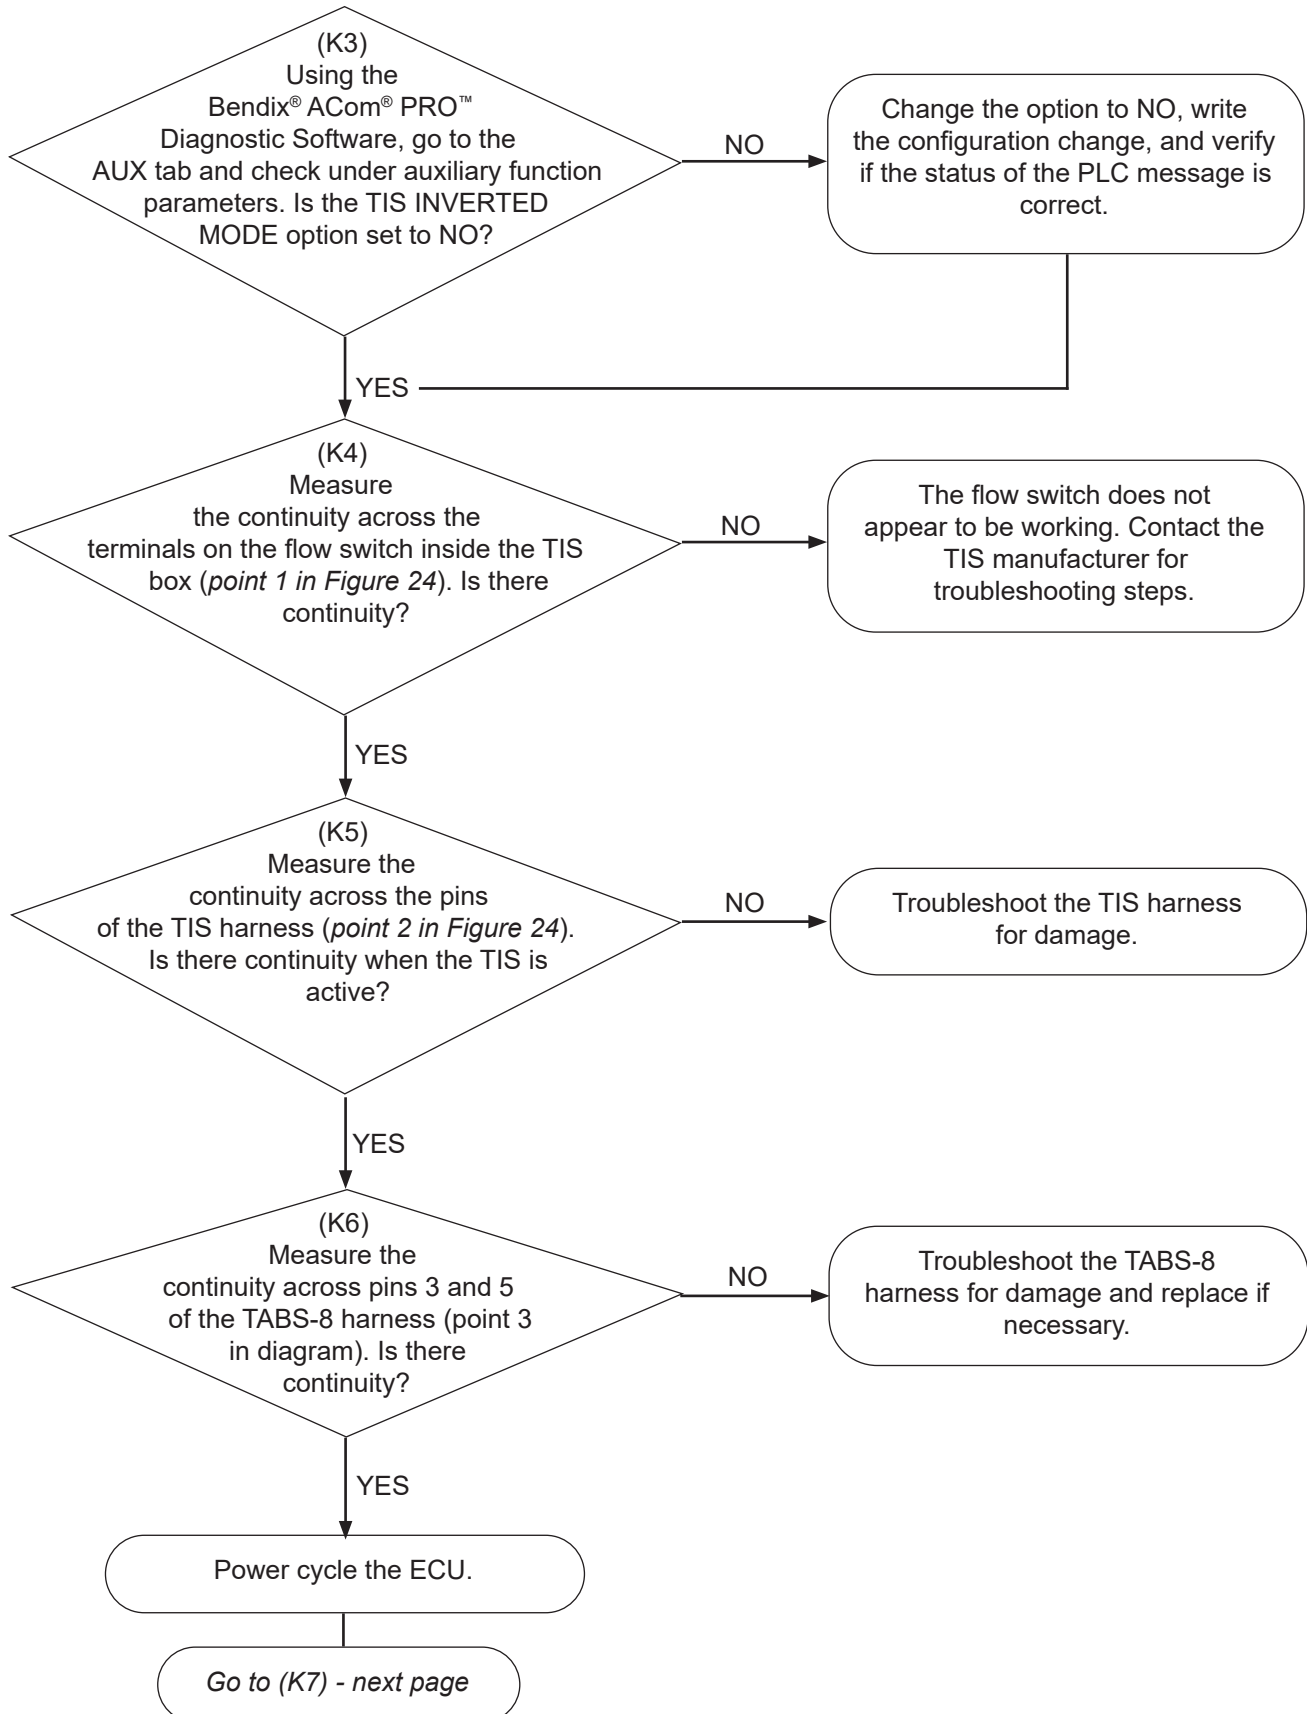 (K3)
Using the
Bendix® ACom® PRO™
Diagnostic Software, go to the
AUX tab and check under auxiliary function
parameters. Is the TIS INVERTED
MODE option set to NO?
NO
Change the option to NO, write
the configuration change, and verify
if the status of the PLC message is
correct.
YES
(K4)
Measure
the continuity across the
terminals on the flow switch inside the TIS
box (point 1 in Figure 24). Is there
continuity?
NO
The flow switch does not
appear to be working. Contact the
TIS manufacturer for
troubleshooting steps.
YES
(K5)
Measure the
continuity across the pins
of the TIS harness (point 2 in Figure 24).
Is there continuity when the TIS is
active?
NO
Troubleshoot the TIS harness
for damage.
YES
(K6)
Measure the
continuity across pins 3 and 5
of the TABS-8 harness (point 3
in diagram). Is there
continuity?
NO
Troubleshoot the TABS-8
harness for damage and replace if
necessary.
YES
Power cycle the ECU.
Go to (K7) - next page